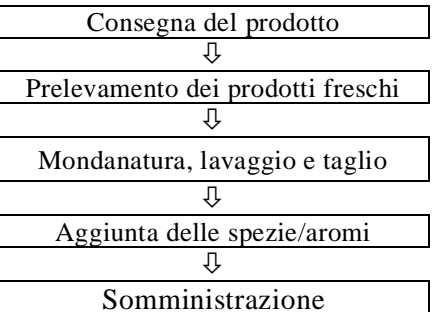 Consegna del prodotto
⇩
Prelevamento dei prodotti freschi
⇩
Mondanatura, lavaggio e taglio
⇩
Aggiunta delle spezie/aromi
⇩
Somministrazione